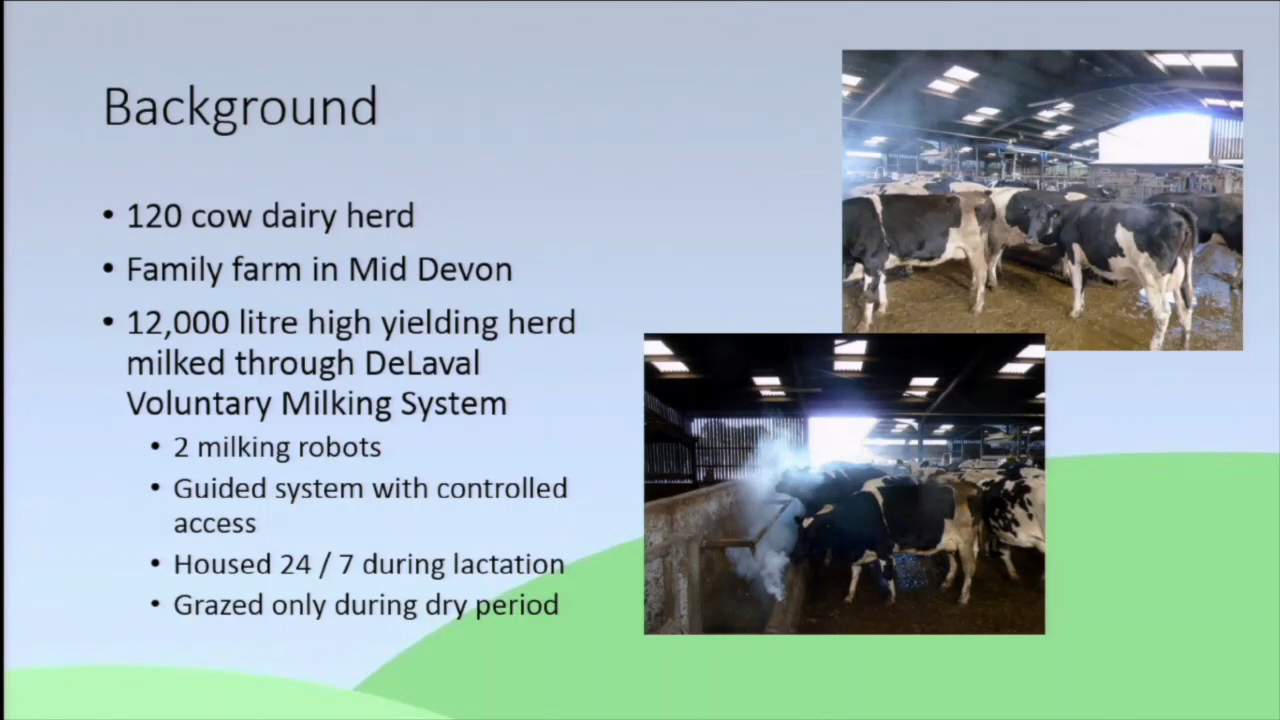 Background
• 120 cow dairy herd
• Family farm in Mid Devon
• 12,000 litre high yielding herd
milked through DeLaval
Voluntary Milking System
• 2 milking robots
• Guided system with controlled
access
• Housed 24 / 7 during lactation
• Grazed only during dry period